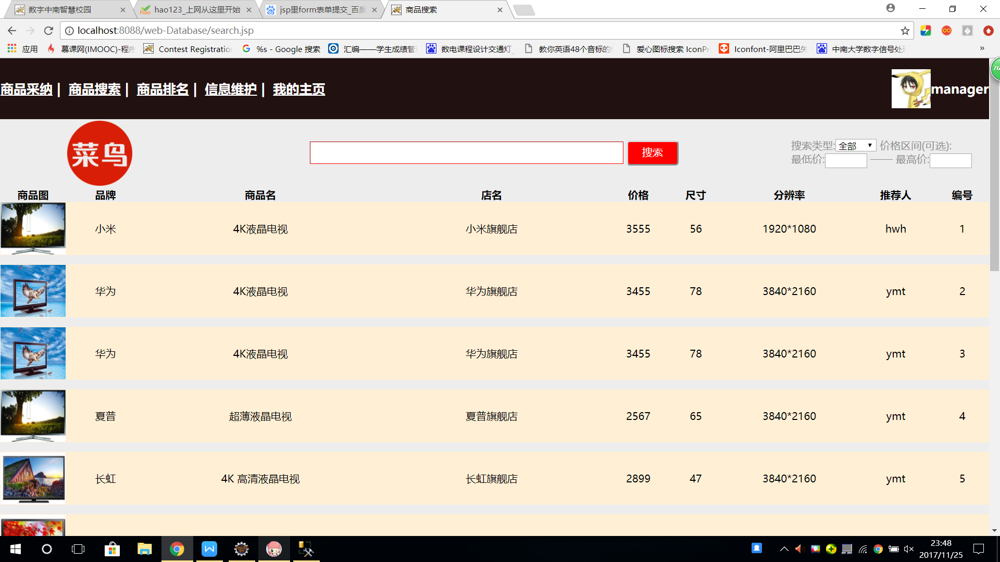 数字中南智慧校园
hao123_上网从这里开始
jsp里form表单提交_百度
商品搜索
localhost:8088/web-Database/search.jsp
应用
慕课网(IMOOC)-程序
Contest Registration
%s - Google 搜索
汇编——学生成绩管理
数电课程设计交通灯_
教你英语48个音标的
爱心图标搜索 IconPr
Iconfont-阿里巴巴矢
中南大学数字信号处理
»
76
商品采纳 | 商品搜索 | 商品排名 | 信息维护 | 我的主页
manager
菜鸟
搜索
搜索类型: 全部 价格区间(可选):
最低价: —— 最高价:
商品图 品牌 商品名 店名 价格 尺寸 分辨率 推荐人 编号
小米 4K液晶电视 小米旗舰店 3555 56 1920*1080 hwh 1
华为 4K液晶电视 华为旗舰店 3455 78 3840*2160 ymt 2
华为 4K液晶电视 华为旗舰店 3455 78 3840*2160 ymt 3
夏普 超薄液晶电视 夏普旗舰店 2567 65 3840*2160 ymt 4
长虹 4K 高清液晶电视 长虹旗舰店 2899 47 3840*2160 ymt 5
23:48
2017/11/25